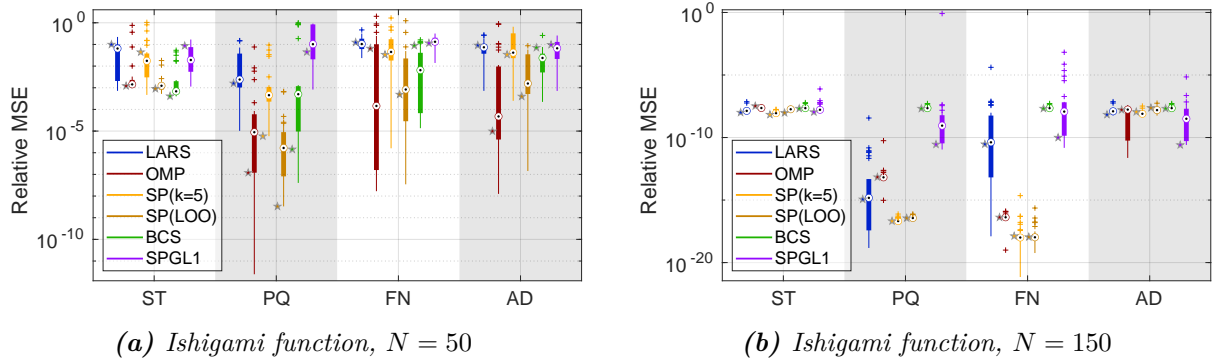 Relative MSE
10^0
10^-5
10^-10
LARS
OMP
SP(k=5)
SP(LOO)
BCS
SPGL1
ST PQ FN AD
(a) Ishigami function, N = 50
Relative MSE
10^0
10^-10
10^-20
LARS
OMP
SP(k=5)
SP(LOO)
BCS
SPGL1
ST PQ FN AD
(b) Ishigami function, N = 150